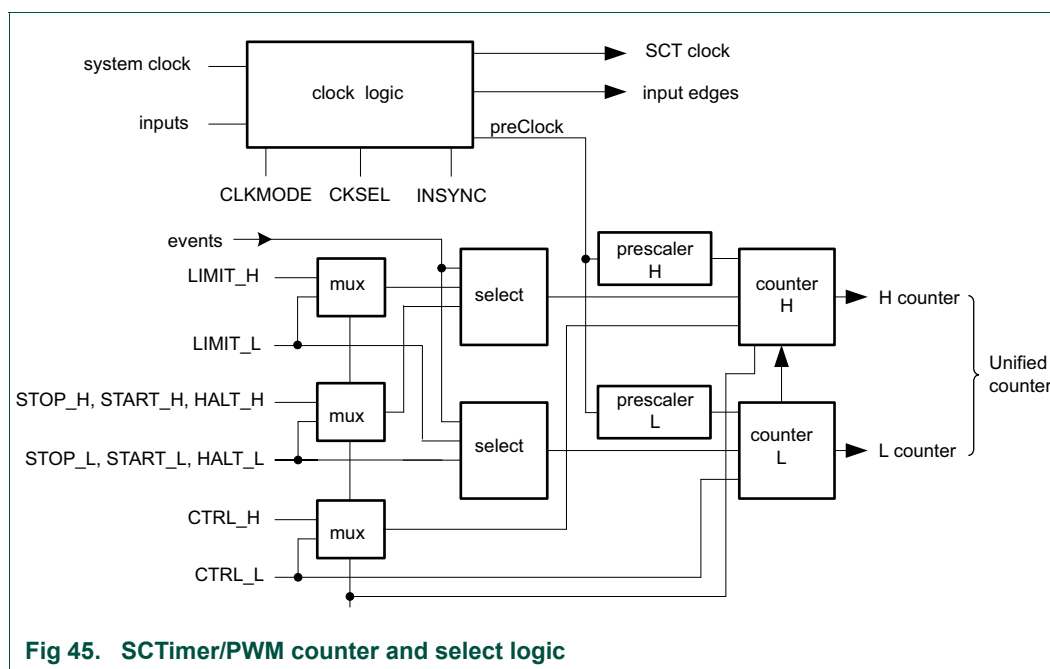 system clock
inputs
clock logic
SCT clock
input edges
preClock
CLKMODE CKSEL INSYNC
events
LIMIT_H
mux
LIMIT_L
select
prescaler
H
counter
H
H counter
STOP_H, START_H, HALT_H
mux
STOP_L, START_L, HALT_L
select
prescaler
L
counter
L
L counter
Unified
counter
CTRL_H
mux
CTRL_L
Fig 45. SCTimer/PWM counter and select logic